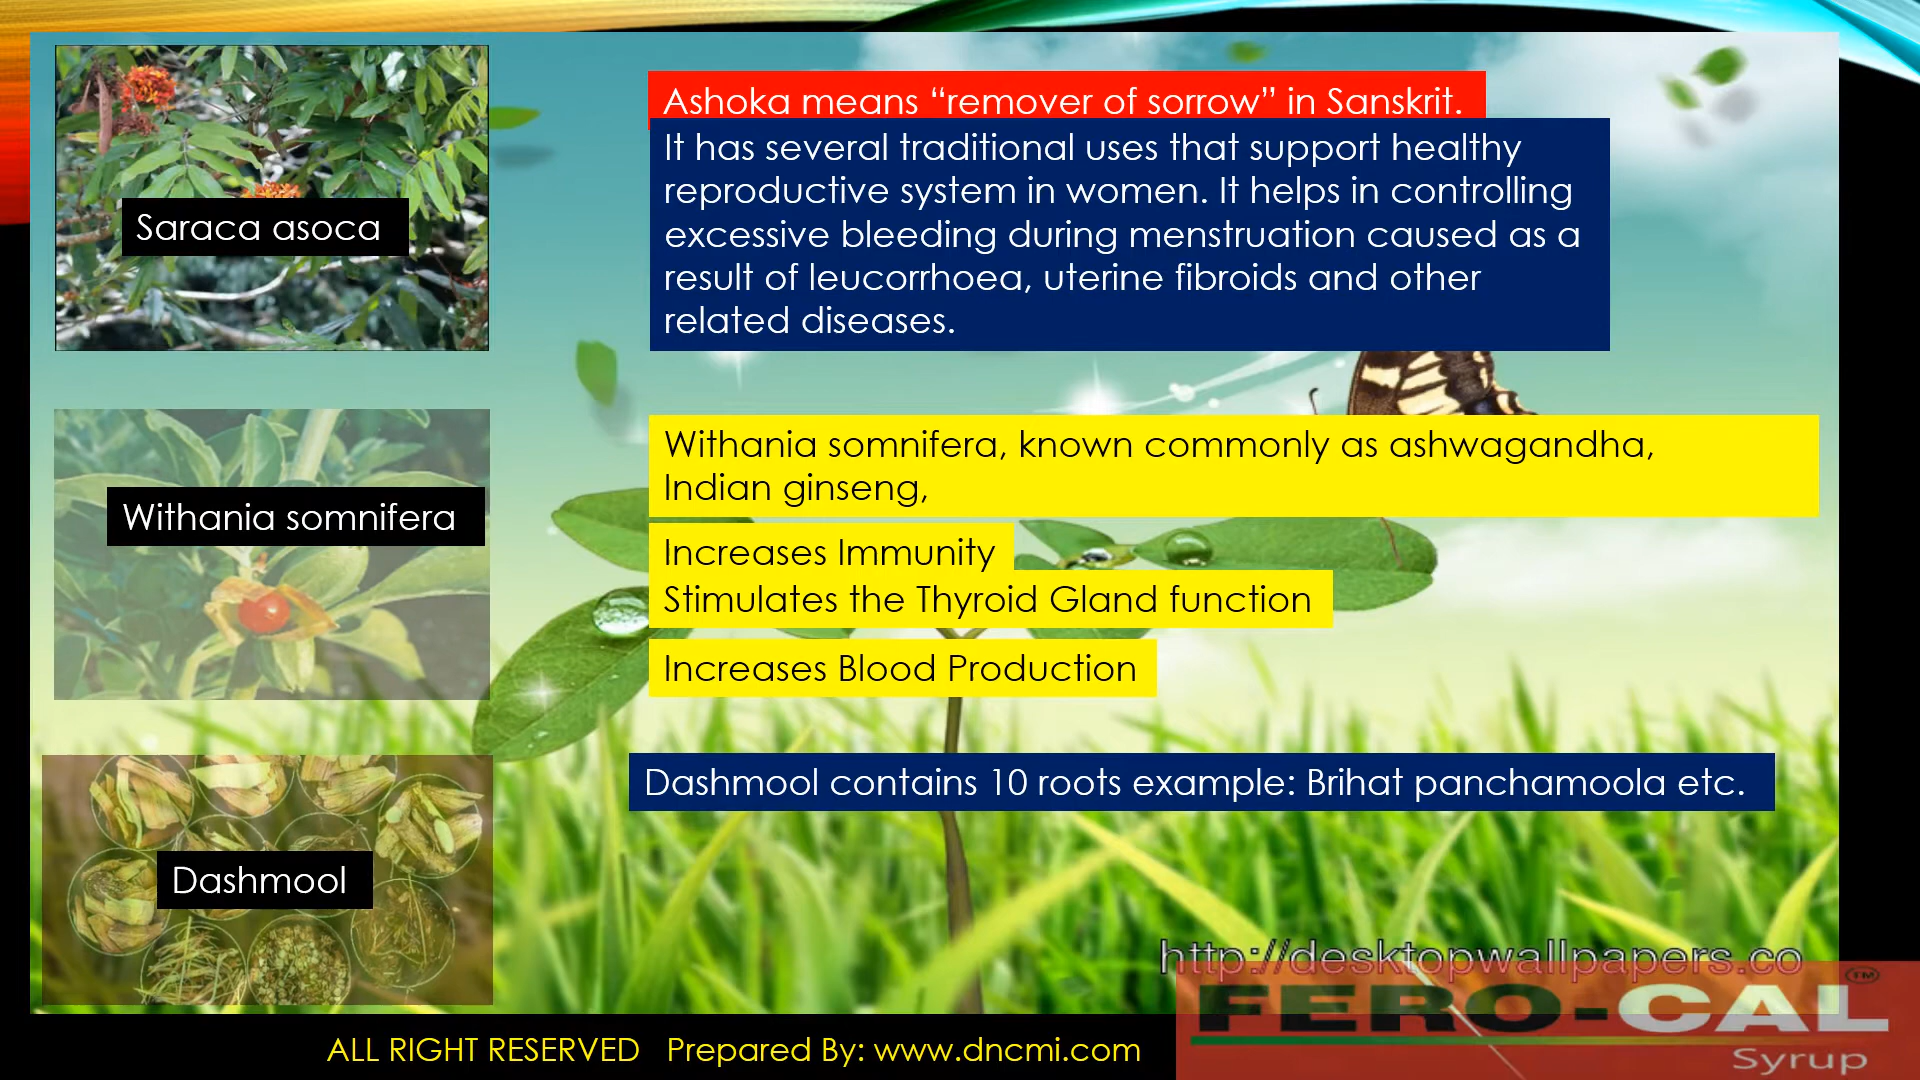 Saraca asoca
Ashoka means “remover of sorrow” in Sanskrit.
It has several traditional uses that support healthy
reproductive system in women. It helps in controlling
excessive bleeding during menstruation caused as a
result of leucorrhoea, uterine fibroids and other
related diseases.
Withania somnifera
Withania somnifera, known commonly as ashwagandha,
Indian ginseng,
Increases Immunity
Stimulates the Thyroid Gland function
Increases Blood Production
Dashmool
Dashmool contains 10 roots example: Brihat panchamoola etc.
http://desktopwallpapers.co
FERO-CAL ™
Syrup
ALL RIGHT RESERVED Prepared By: www.dncmi.com